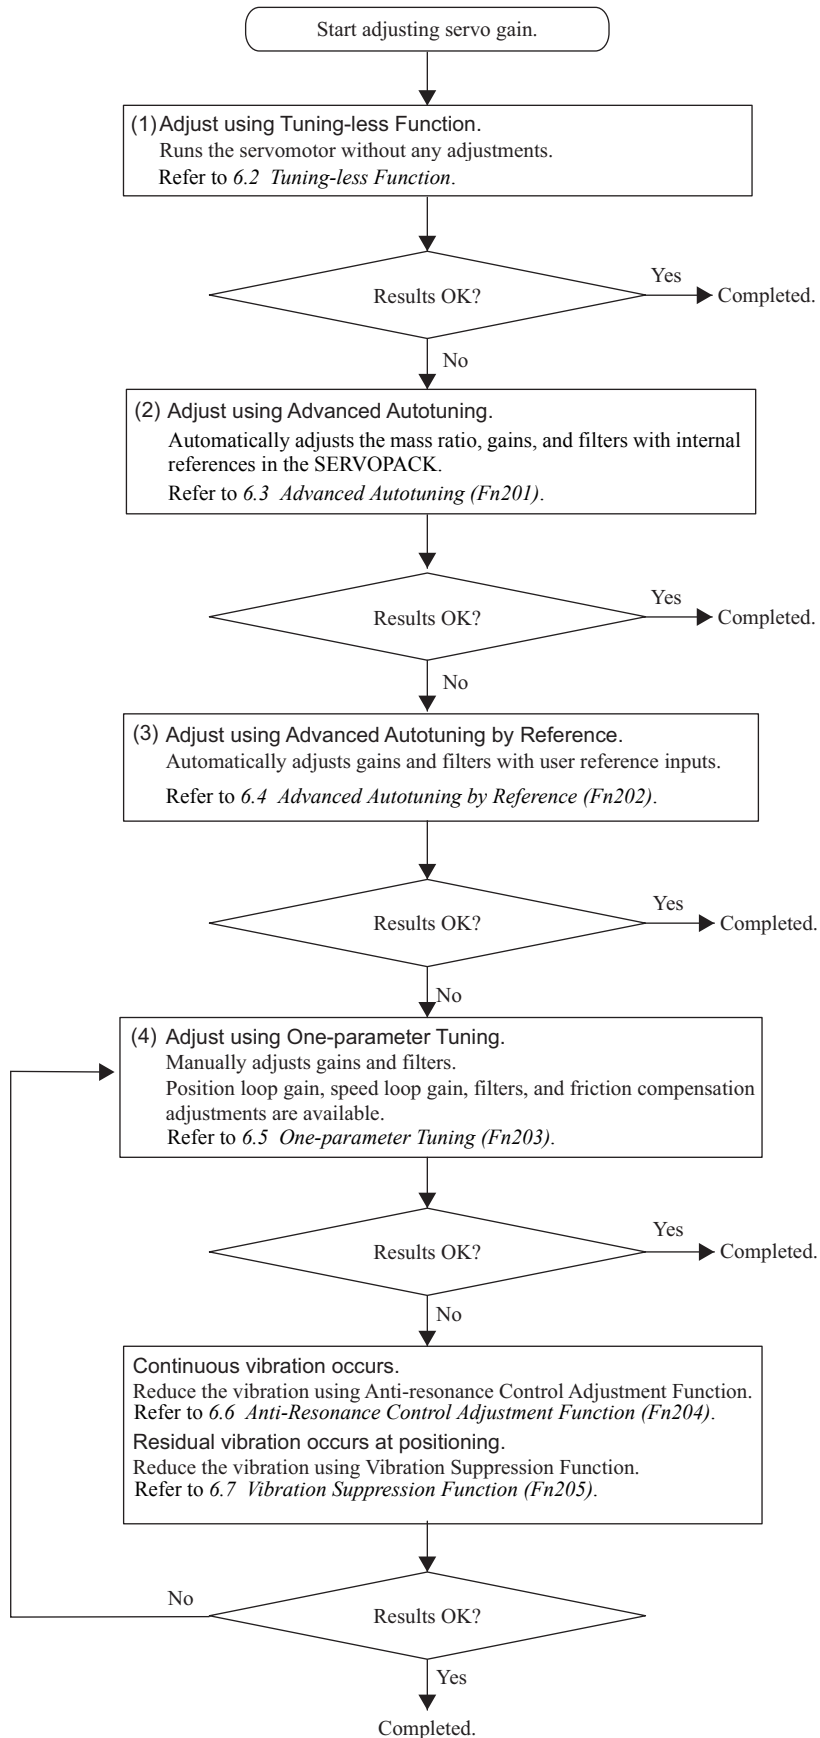 Start adjusting servo gain.
(1) Adjust using Tuning-less Function.
Runs the servomotor without any adjustments.
Refer to 6.2 Tuning-less Function.
Results OK?
Yes
Completed.
No
(2) Adjust using Advanced Autotuning.
Automatically adjusts the mass ratio, gains, and filters with internal
references in the SERVOPACK.
Refer to 6.3 Advanced Autotuning (Fn201).
Results OK?
Yes
Completed.
No
(3) Adjust using Advanced Autotuning by Reference.
Automatically adjusts gains and filters with user reference inputs.
Refer to 6.4 Advanced Autotuning by Reference (Fn202).
Results OK?
Yes
Completed.
No
(4) Adjust using One-parameter Tuning.
Manually adjusts gains and filters.
Position loop gain, speed loop gain, filters, and friction compensation
adjustments are available.
Refer to 6.5 One-parameter Tuning (Fn203).
Results OK?
Yes
Completed.
No
Continuous vibration occurs.
Reduce the vibration using Anti-resonance Control Adjustment Function.
Refer to 6.6 Anti-Resonance Control Adjustment Function (Fn204).
Residual vibration occurs at positioning.
Reduce the vibration using Vibration Suppression Function.
Refer to 6.7 Vibration Suppression Function (Fn205).
No
Results OK?
Yes
Completed.